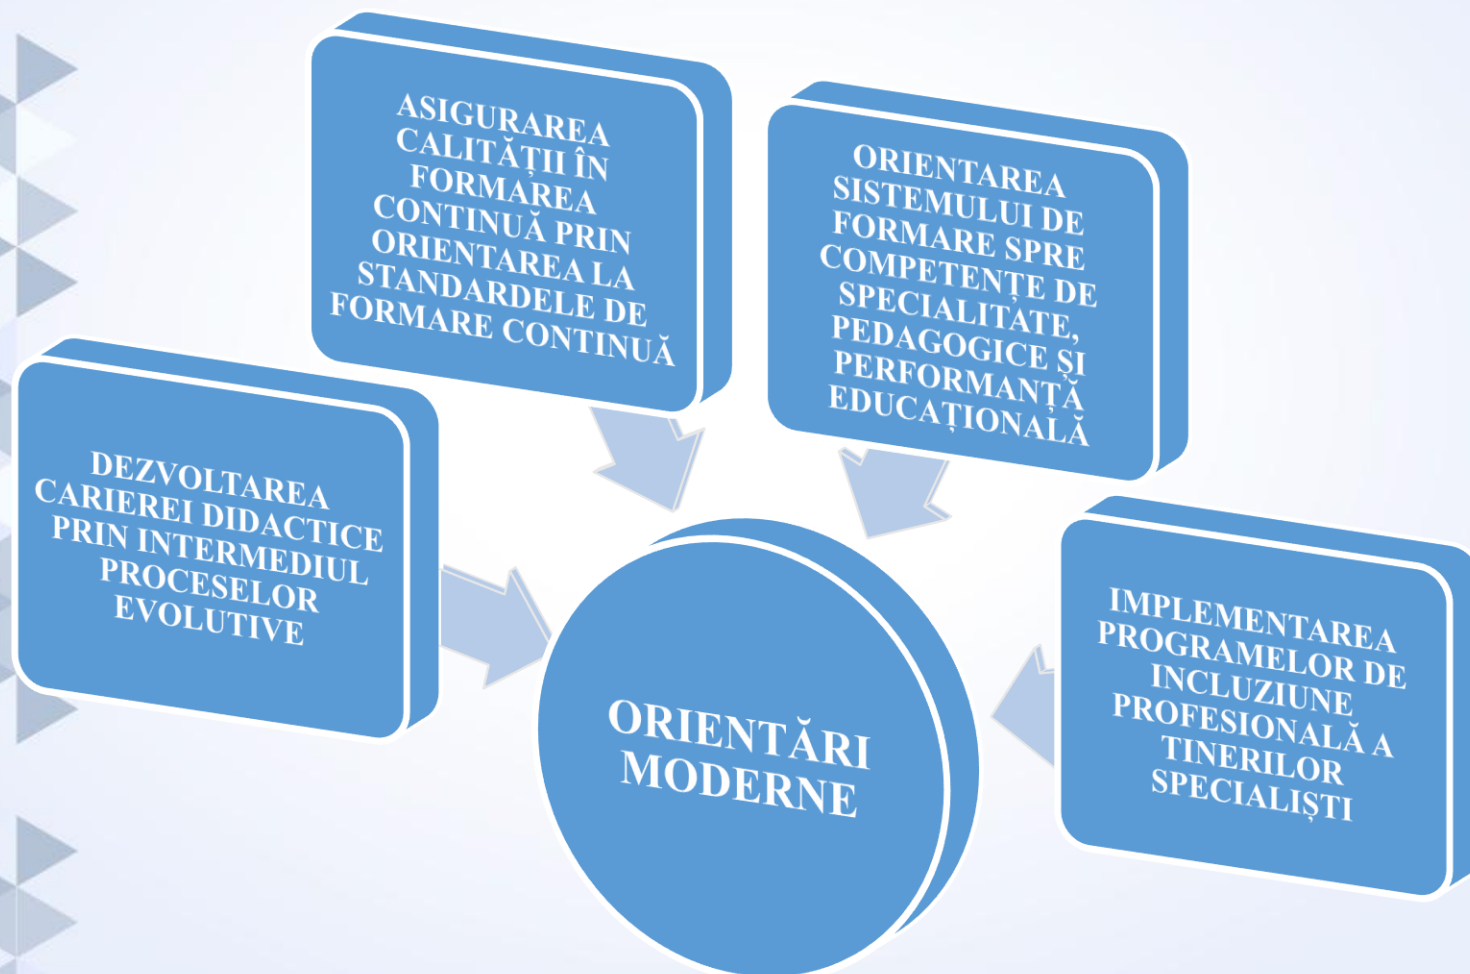 ASIGURAREA
CALITĂȚII ÎN
FORMAREA
CONTINUĂ PRIN
ORIENTAREA LA
STANDARDELE DE
FORMARE CONTINUĂ
ORIENTAREA
SISTEMULUI DE
FORMARE SPRE
COMPETENȚE DE
SPECIALITATE,
PEDAGOGICE ȘI
PERFORMANȚĂ
EDUCAȚIONALĂ
DEZVOLTAREA
CARIEREI DIDACTICE
PRIN INTERMEDIUL
PROCESELOR
EVOLUTIVE
IMPLEMENTAREA
PROGRAMELOR DE
INCLUZIUNE
PROFESIONALĂ A
TINERILOR
SPECIALIȘTI
ORIENTĂRI
MODERNE